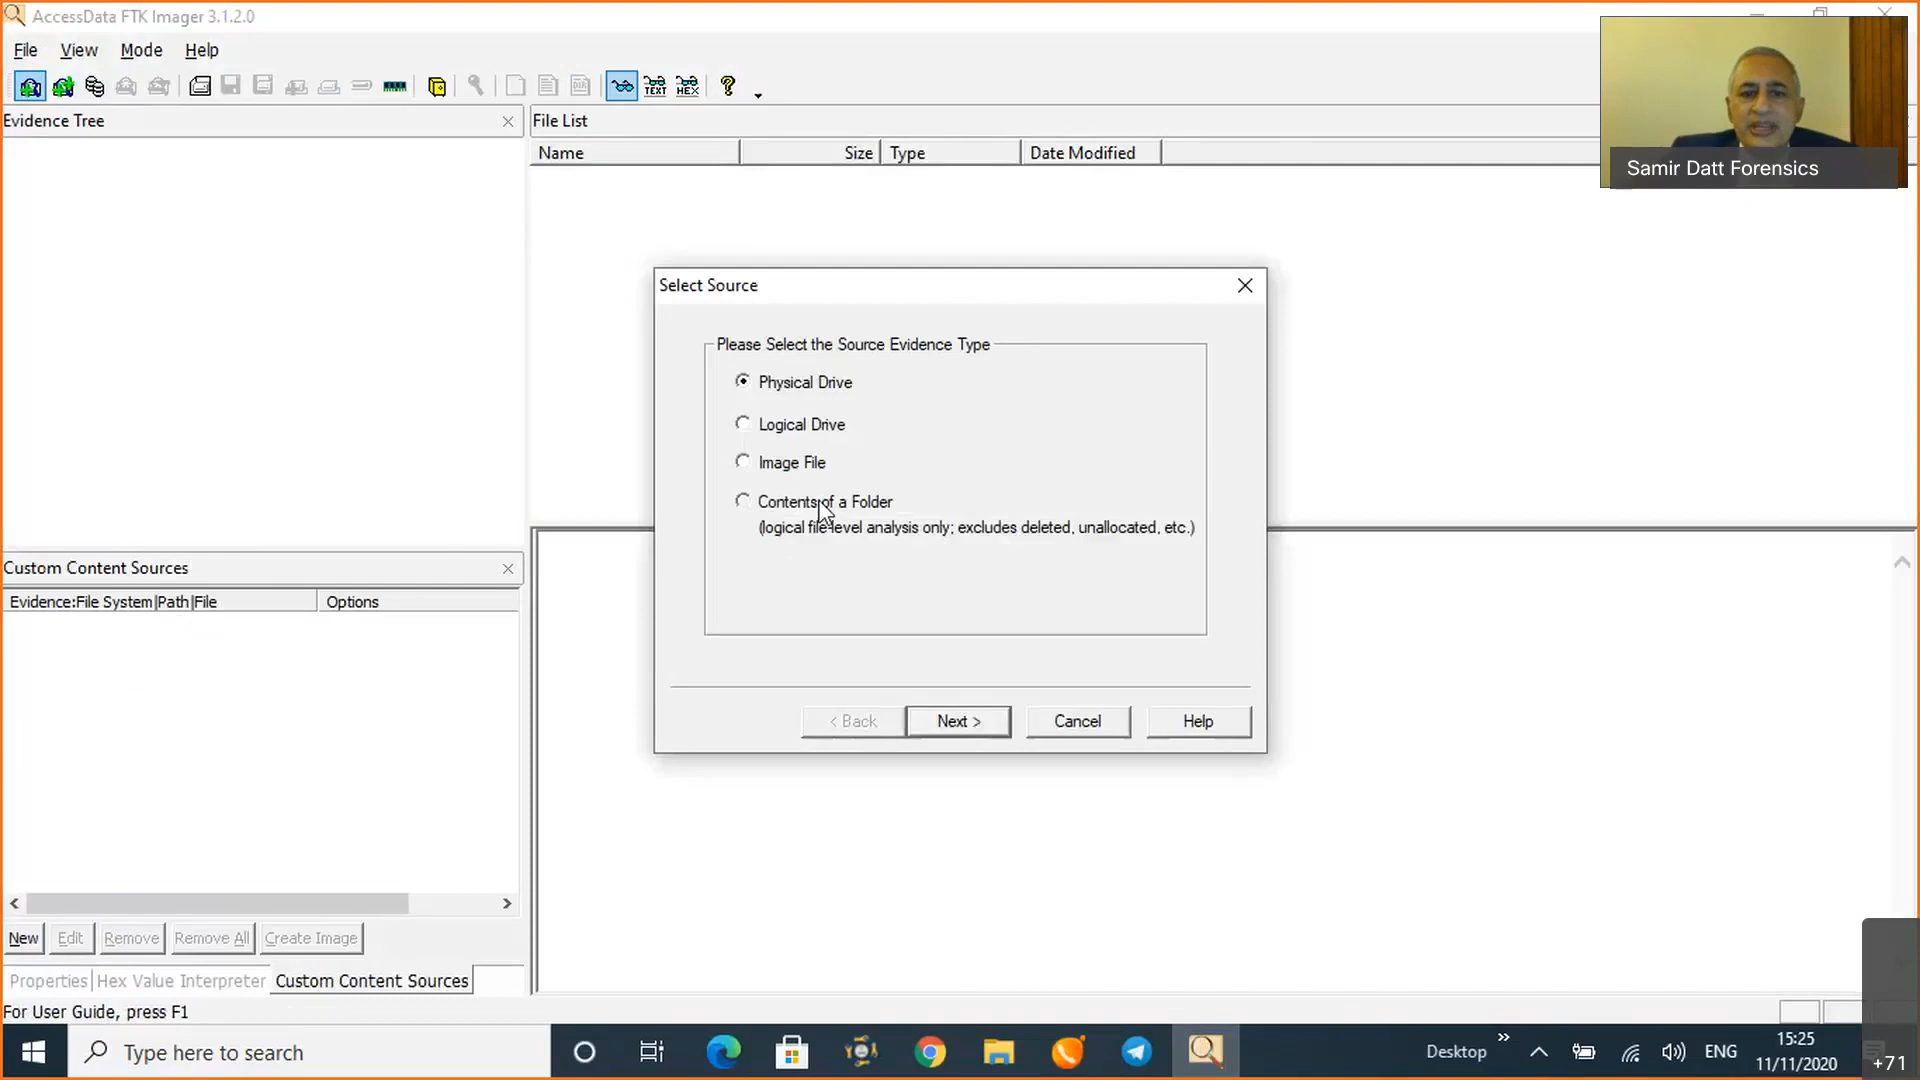 AccessData FTK Imager 3.1.2.0
File View Mode Help
TEXT HEX
Samir Datt Forensics
Evidence Tree
File List
Name Size Type Date Modified
Select Source
Please Select the Source Evidence Type
Physical Drive
Logical Drive
Image File
Contents of a Folder
(logical file-level analysis only; excludes deleted, unallocated, etc.)
< Back Next > Cancel Help
Custom Content Sources
Evidence:File System|Path|File Options
New Edit Remove Remove All Create Image
Properties Hex Value Interpreter Custom Content Sources
For User Guide, press F1
Type here to search
Desktop
ENG
15:25
11/11/2020
+71